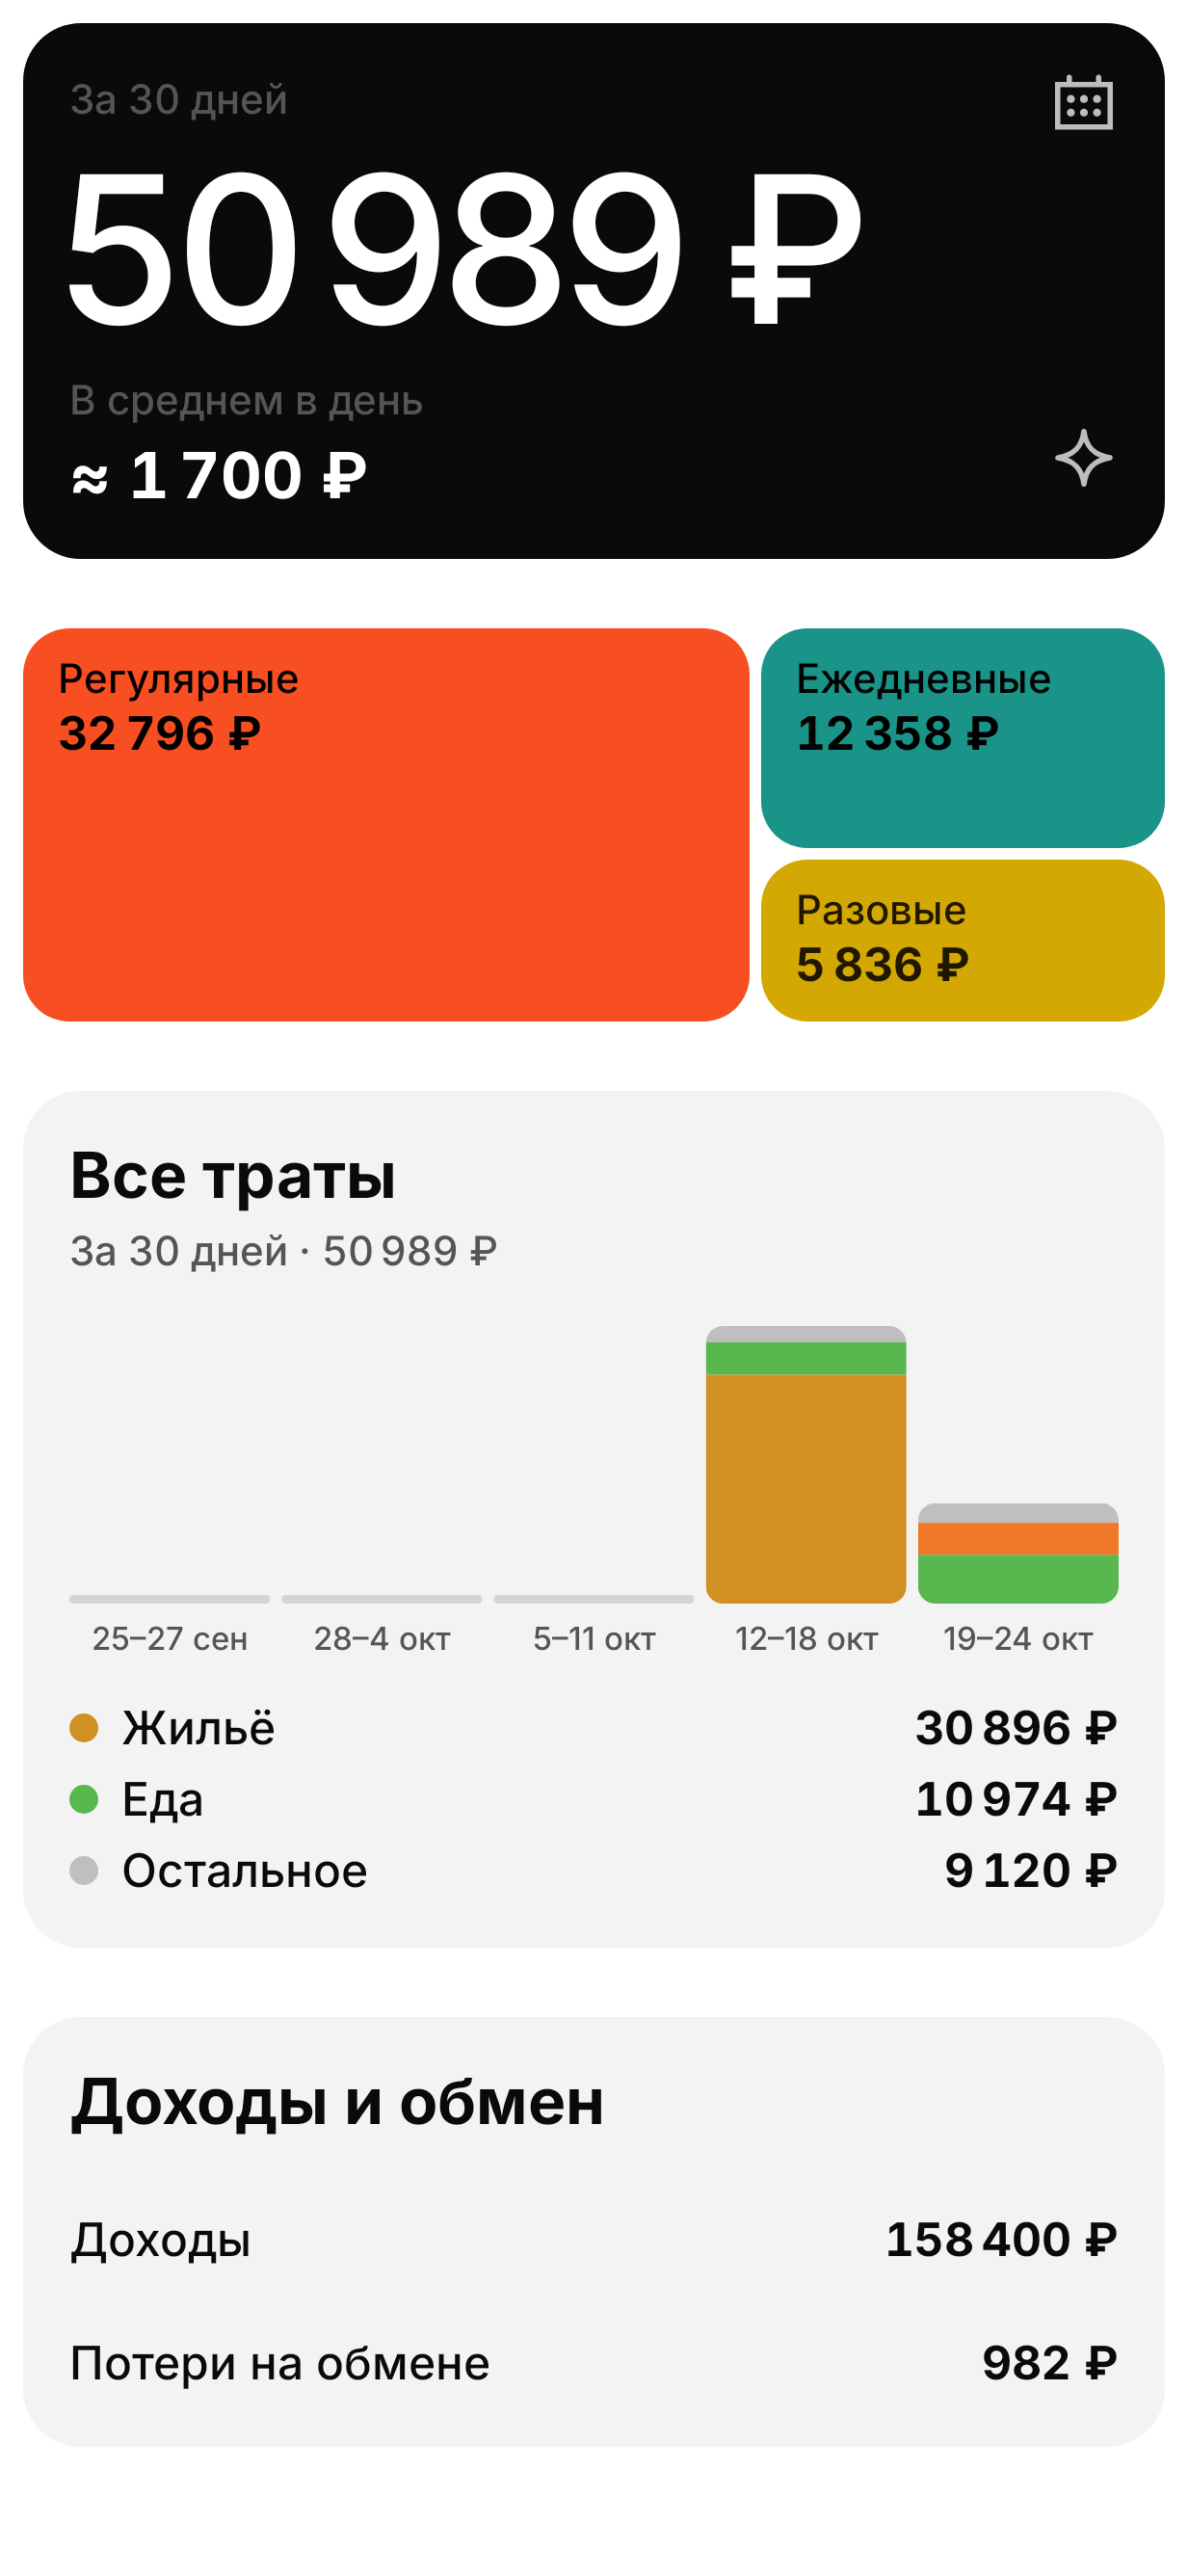 За 30 дней
50 989 ₽
В среднем в день
≈ 1 700 ₽
Регулярные
32 796 ₽
Ежедневные
12 358 ₽
Разовые
5 836 ₽
Все траты
За 30 дней · 50 989 ₽
25–27 сен 28–4 окт 5–11 окт 12–18 окт 19–24 окт
Жильё 30 896 ₽
Еда 10 974 ₽
Остальное 9 120 ₽
Доходы и обмен
Доходы 158 400 ₽
Потери на обмене 982 ₽